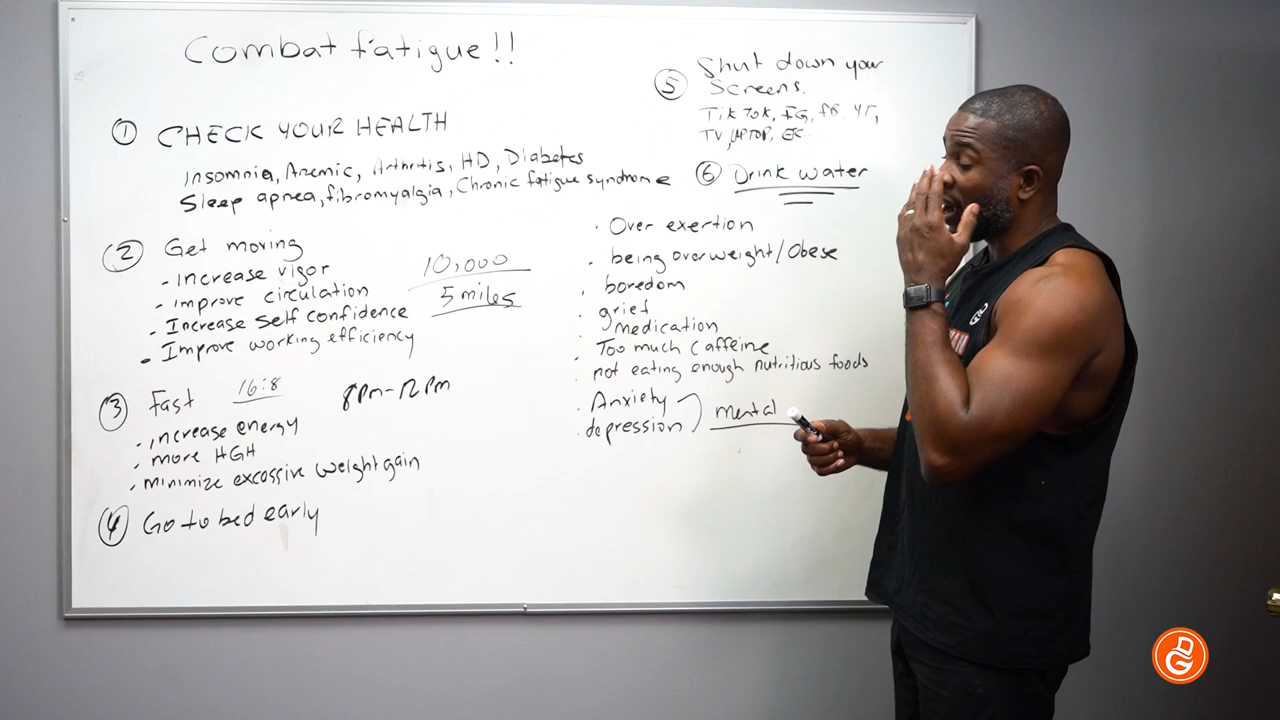 Combat fatigue!!
① CHECK YOUR HEALTH
Insomnia, Anemic, Arthritis, HD, Diabetes
Sleep apnea, fibromyalgia, Chronic fatigue syndrome
② Get moving
- Increase vigor
- Improve circulation
- Increase self confidence
- Improve working efficiency
10,000
5 miles
③ Fast 16:8 8pm-12pm
- increase energy
- more HGH
- minimize excossive weight gain
④ Go to bed early
⑤ Shut down your
Screens.
Tik Tok, IG, FB, YT,
TV, LAPTOP, Etc...
⑥ Drink water
· Over exertion
· being overweight/Obese
· boredom
· grief
· medication
· Too much caffeine
· not eating enough nutritious foods
· Anxiety
· depression
mental